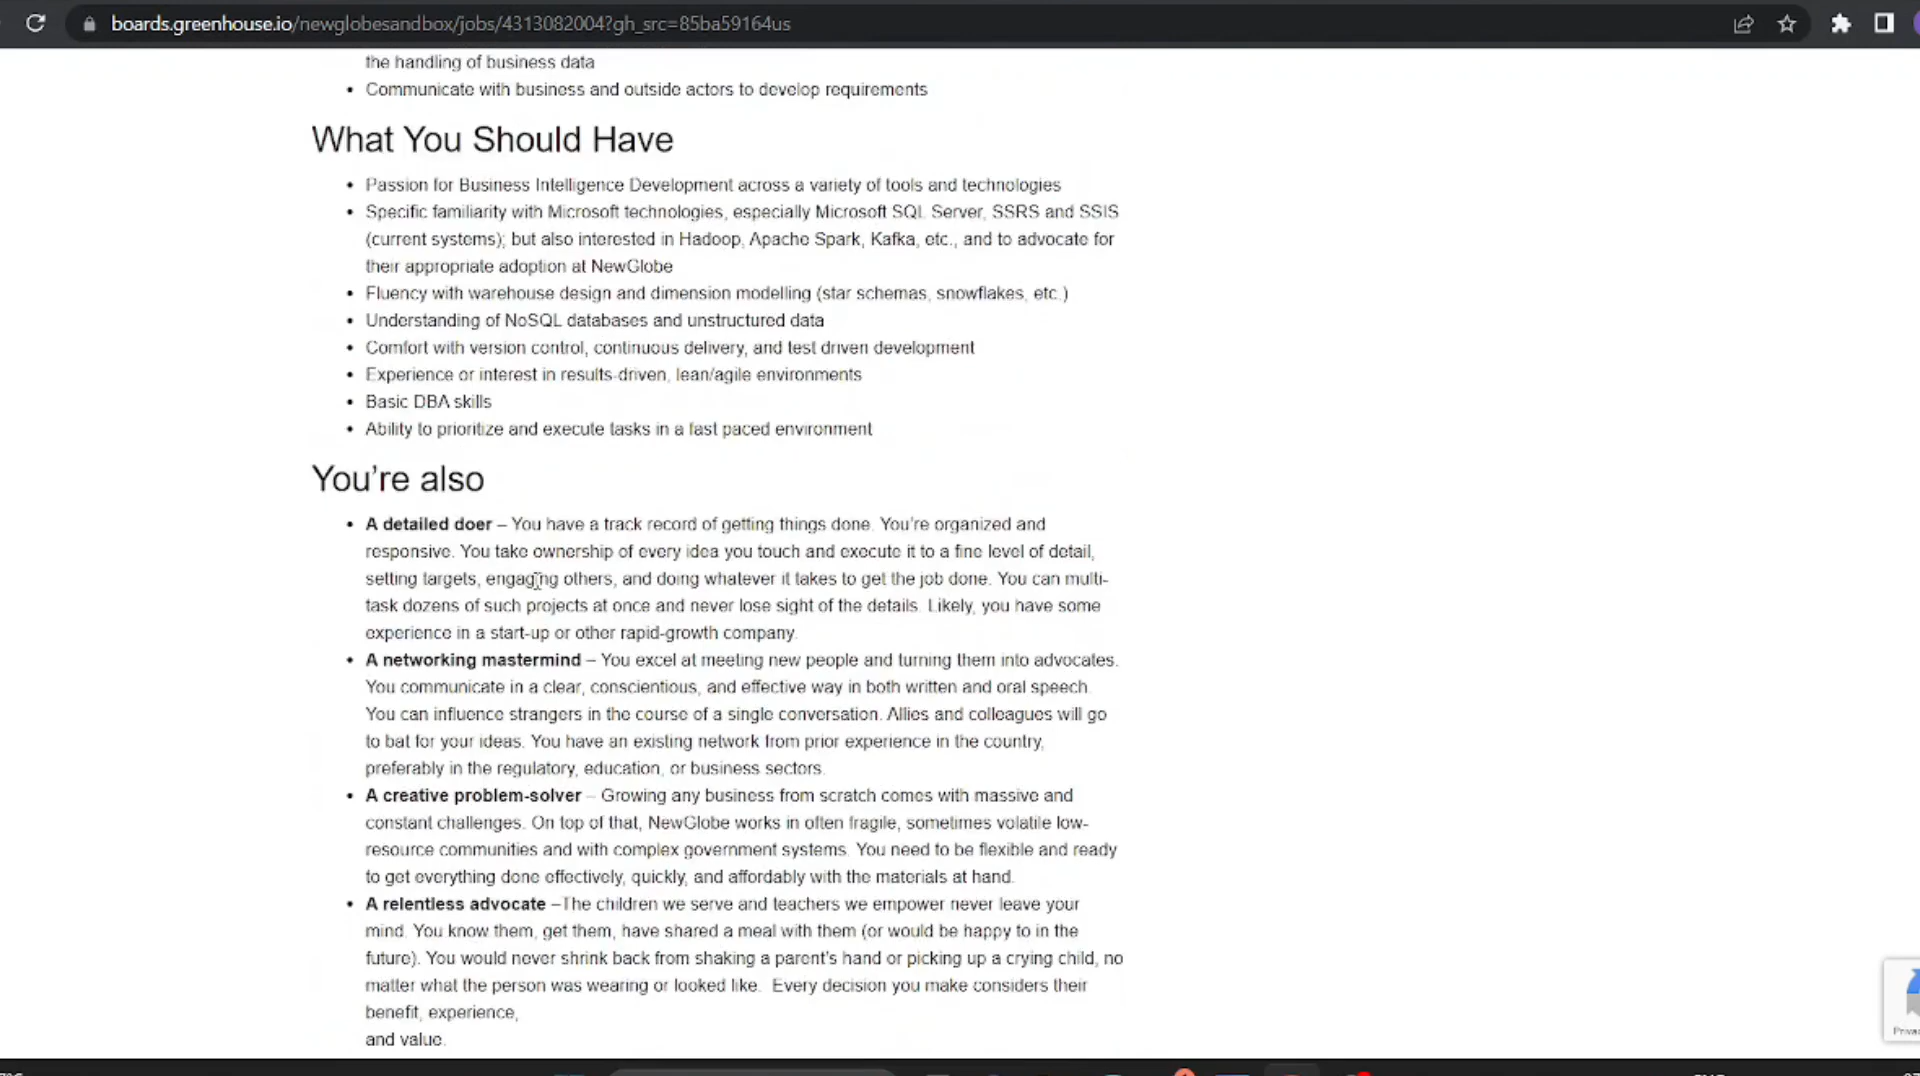 boards.greenhouse.io/newglobesandbox/jobs/4313082004?gh_src=85ba59164us
the handling of business data
• Communicate with business and outside actors to develop requirements
What You Should Have
• Passion for Business Intelligence Development across a variety of tools and technologies
• Specific familiarity with Microsoft technologies, especially Microsoft SQL Server, SSRS and SSIS
(current systems); but also interested in Hadoop, Apache Spark, Kafka, etc., and to advocate for
their appropriate adoption at NewGlobe
• Fluency with warehouse design and dimension modelling (star schemas, snowflakes, etc.)
• Understanding of NoSQL databases and unstructured data
• Comfort with version control, continuous delivery, and test driven development
• Experience or interest in results-driven, lean/agile environments
• Basic DBA skills
• Ability to prioritize and execute tasks in a fast paced environment
You’re also
• A detailed doer – You have a track record of getting things done. You’re organized and
responsive. You take ownership of every idea you touch and execute it to a fine level of detail,
setting targets, engaging others, and doing whatever it takes to get the job done. You can multi-
task dozens of such projects at once and never lose sight of the details. Likely, you have some
experience in a start-up or other rapid-growth company.
• A networking mastermind – You excel at meeting new people and turning them into advocates.
You communicate in a clear, conscientious, and effective way in both written and oral speech.
You can influence strangers in the course of a single conversation. Allies and colleagues will go
to bat for your ideas. You have an existing network from prior experience in the country,
preferably in the regulatory, education, or business sectors.
• A creative problem-solver – Growing any business from scratch comes with massive and
constant challenges. On top of that, NewGlobe works in often fragile, sometimes volatile low-
resource communities and with complex government systems. You need to be flexible and ready
to get everything done effectively, quickly, and affordably with the materials at hand.
• A relentless advocate –The children we serve and teachers we empower never leave your
mind. You know them, get them, have shared a meal with them (or would be happy to in the
future). You would never shrink back from shaking a parent’s hand or picking up a crying child, no
matter what the person was wearing or looked like. Every decision you make considers their
benefit, experience,
and value.